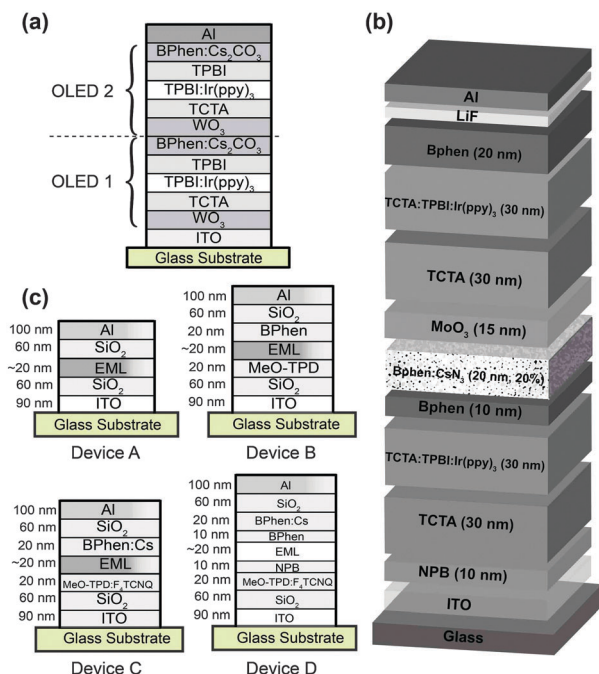 (a)
Al
BPhen:Cs₂CO₃
TPBI
TPBI:Ir(ppy)₃
TCTA
WO₃
BPhen:Cs₂CO₃
TPBI
TPBI:Ir(ppy)₃
TCTA
WO₃
ITO
Glass Substrate
OLED 2
OLED 1
(b)
Al
LiF
Bphen (20 nm)
TCTA:TPBI:Ir(ppy)₃ (30 nm)
TCTA (30 nm)
MoO₃ (15 nm)
Bphen:CsN₃ (20 nm, 20%)
Bphen (10 nm)
TCTA:TPBI:Ir(ppy)₃ (30 nm)
TCTA (30 nm)
NPB (10 nm)
ITO
Glass
(c)
100 nm Al
60 nm SiO₂
~20 nm EML
60 nm SiO₂
90 nm ITO
Glass Substrate
Device A
100 nm Al
60 nm SiO₂
20 nm BPhen
~20 nm EML
20 nm MeO-TPD
60 nm SiO₂
90 nm ITO
Glass Substrate
Device B
100 nm Al
60 nm SiO₂
20 nm BPhen:Cs
~20 nm EML
20 nm MeO-TPD:F₄TCNQ
60 nm SiO₂
90 nm ITO
Glass Substrate
Device C
100 nm Al
60 nm SiO₂
20 nm BPhen:Cs
10 nm BPhen
~20 nm EML
10 nm NPB
20 nm MeO-TPD:F₄TCNQ
60 nm SiO₂
90 nm ITO
Glass Substrate
Device D